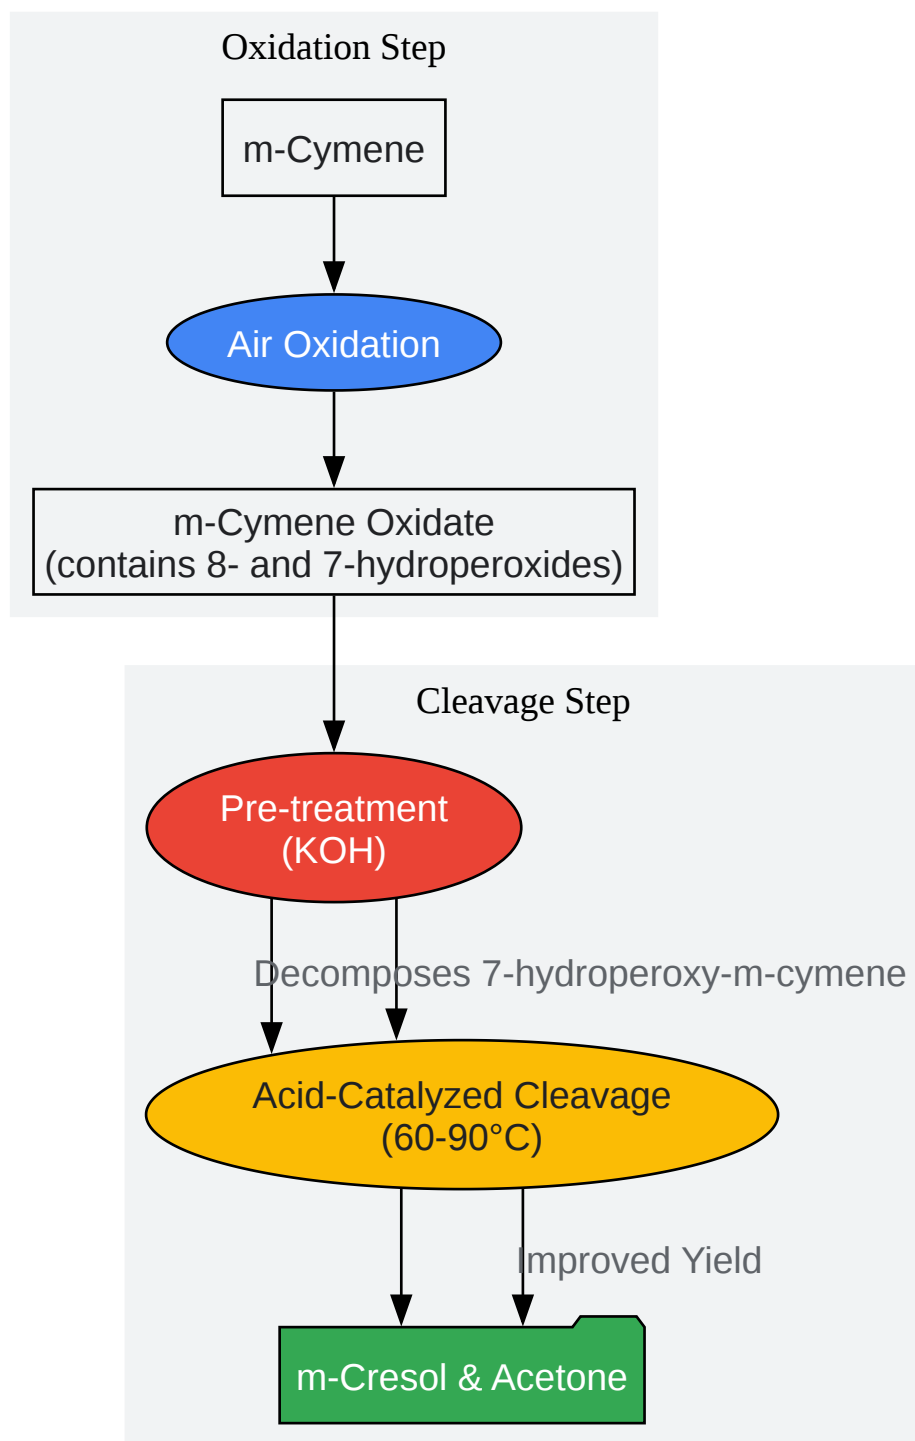 Oxidation Step
m-Cymene
Air Oxidation
m-Cymene Oxidate
(contains 8- and 7-hydroperoxides)
Cleavage Step
Pre-treatment
(KOH)
Decomposes 7-hydroperoxy-m-cymene
Acid-Catalyzed Cleavage
(60-90°C)
Improved Yield
m-Cresol & Acetone